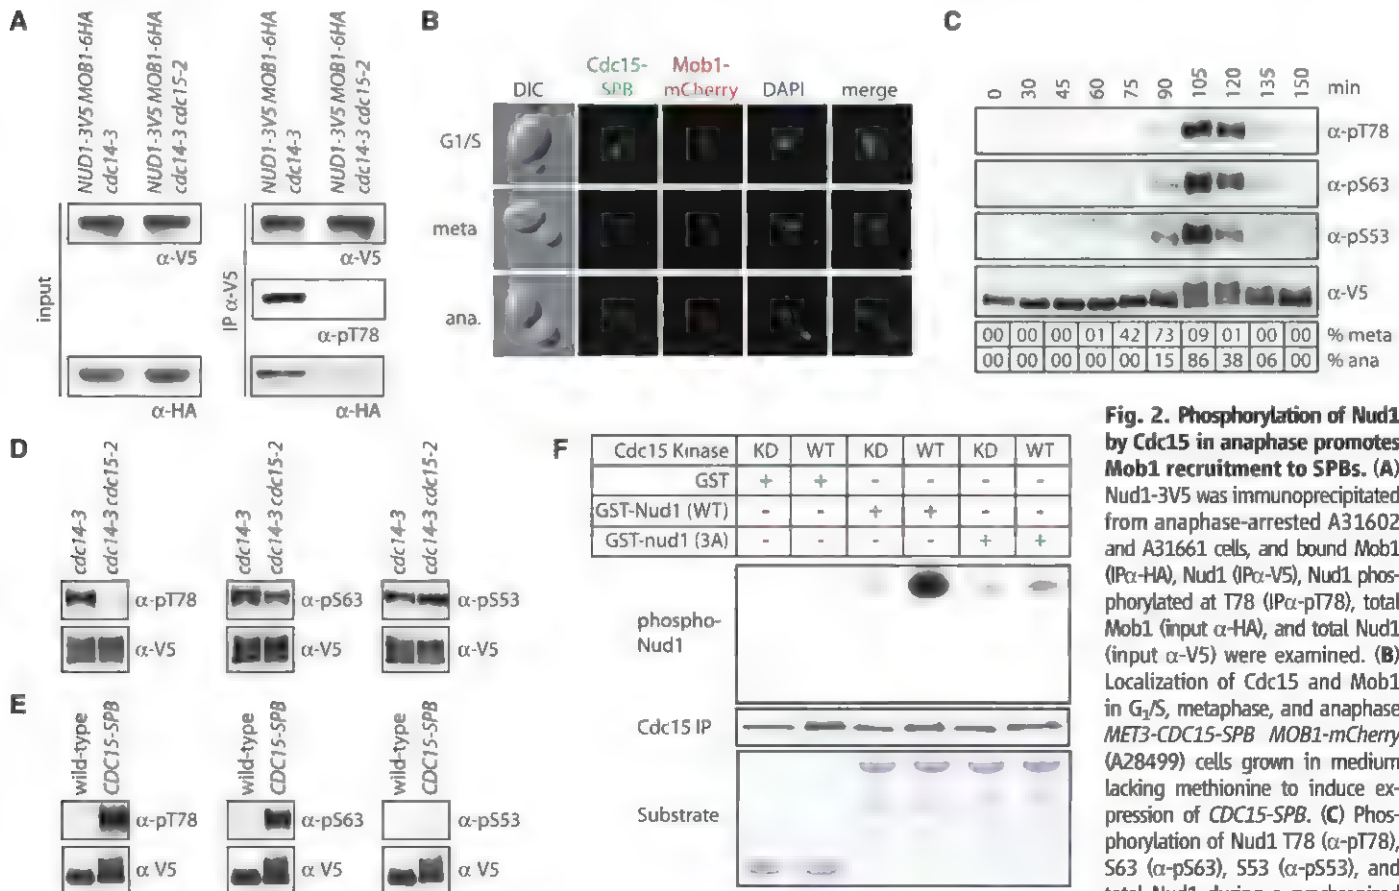 A
NUD1-3V5 MOB1-6HA cdc14-3
NUD1-3V5 MOB1-6HA cdc14-3 cdc15-2
NUD1-3V5 MOB1-6HA cdc14-3
NUD1-3V5 MOB1-6HA cdc14-3 cdc15-2
input
α-V5
α-HA
IP α-V5
α-V5
α-pT78
α-HA
B
DIC Cdc15-SPB Mob1-mCherry DAPI merge
G1/S
meta
ana.
C
0 30 45 60 75 90 105 120 135 150 min
α-pT78
α-pS63
α-pS53
α-V5
00 00 00 01 42 73 09 01 00 00 % meta
00 00 00 00 00 15 86 38 06 00 % ana
D
cdc14-3
cdc14-3 cdc15-2
α-pT78
α-V5
cdc14-3
cdc14-3 cdc15-2
α-pS63
α-V5
cdc14-3
cdc14-3 cdc15-2
α-pS53
α-V5
E
wild-type
CDC15-SPB
α-pT78
α V5
wild-type
CDC15-SPB
α-pS63
α V5
wild-type
CDC15-SPB
α-pS53
α V5
F
Cdc15 Kinase KD WT KD WT KD WT
GST + + - - - -
GST-Nud1 (WT) - - + + - -
GST-nud1 (3A) - - - - + +
phospho-
Nud1
Cdc15 IP
Substrate
Fig. 2. Phosphorylation of Nud1
by Cdc15 in anaphase promotes
Mob1 recruitment to SPBs. (A)
Nud1-3V5 was immunoprecipitated
from anaphase-arrested A31602
and A31661 cells, and bound Mob1
(IPα-HA), Nud1 (IPα-V5), Nud1 phos-
phorylated at T78 (IPα-pT78), total
Mob1 (input α-HA), and total Nud1
(input α-V5) were examined. (B)
Localization of Cdc15 and Mob1
in G1/S, metaphase, and anaphase
MET3-CDC15-SPB MOB1-mCherry
(A28499) cells grown in medium
lacking methionine to induce ex-
pression of CDC15-SPB. (C) Phos-
phorylation of Nud1 T78 (α-pT78),
S63 (α-pS63), S53 (α-pS53), and